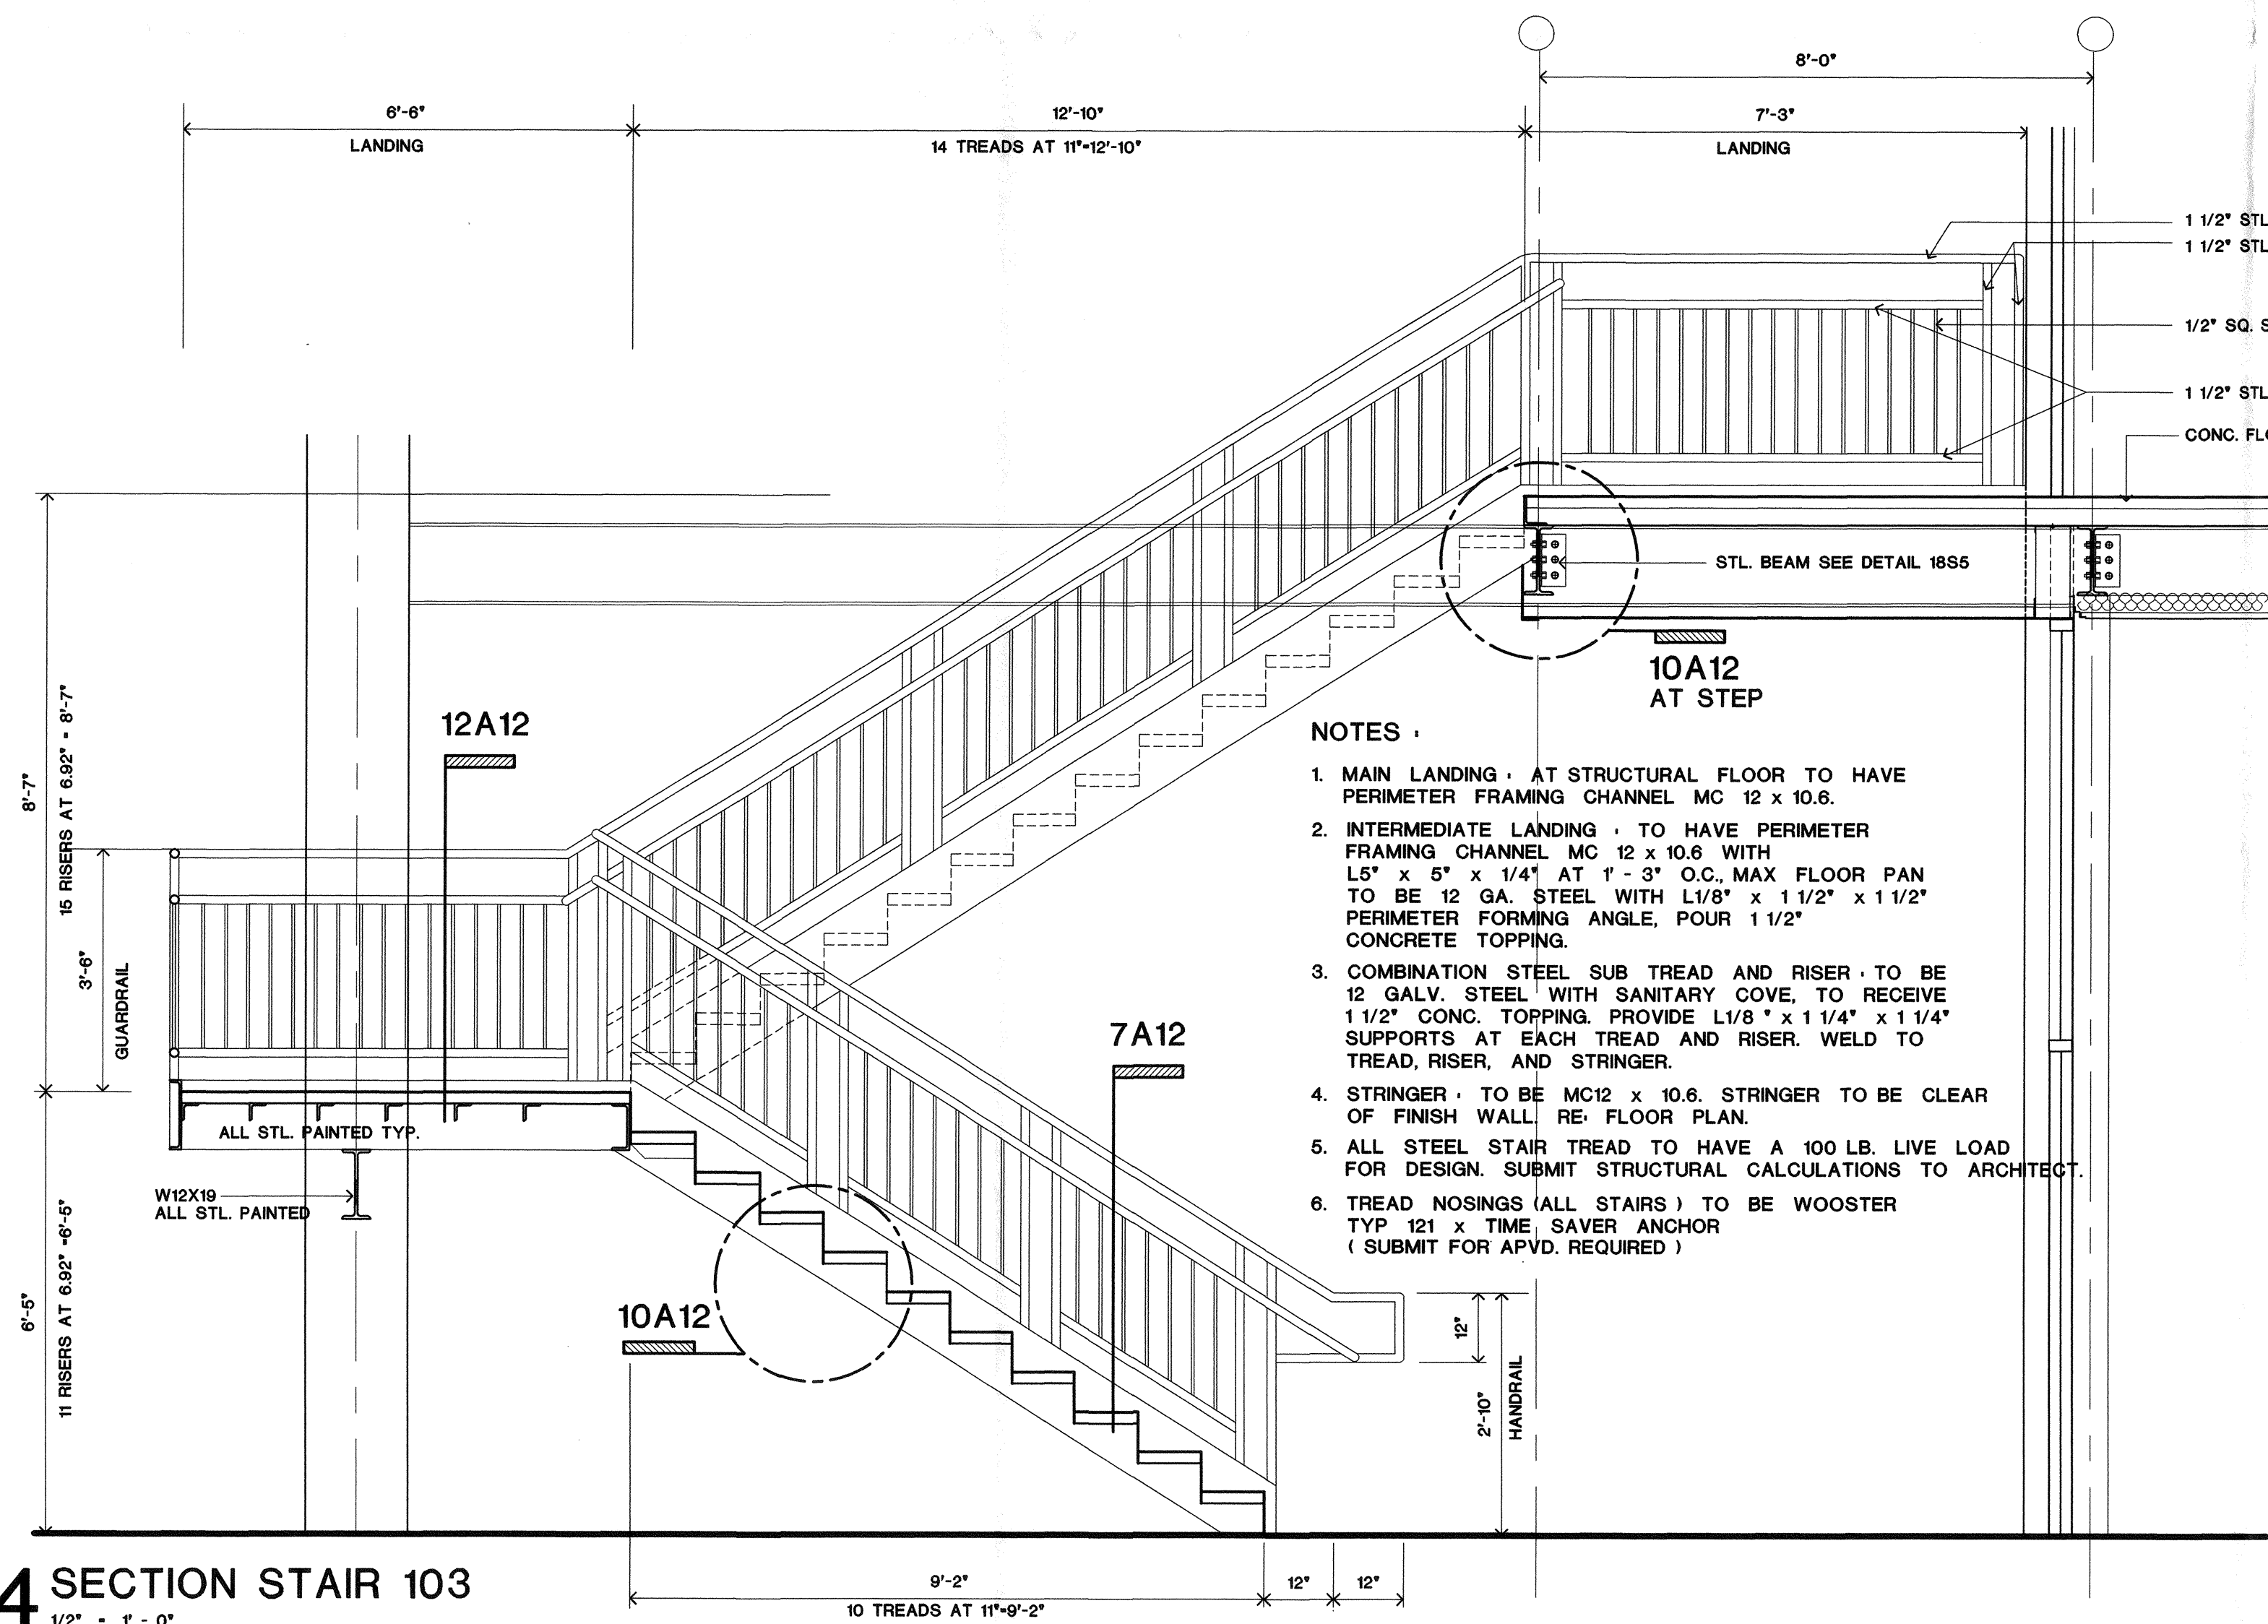 8'-0"
6'-6"
LANDING
12'-10"
14 TREADS AT 11"=12'-10"
7'-3"
LANDING
1 1/2" STL
1 1/2" STL
1/2" SQ. S
1 1/2" STL
CONC. FLO
STL. BEAM SEE DETAIL 18S5
10A12
AT STEP
12A12
8'-7"
15 RISERS AT 6.92" = 8'-7"
3'-6"
GUARDRAIL
ALL STL. PAINTED TYP.
W12X19
ALL STL. PAINTED
6'-5"
11 RISERS AT 6.92" =6'-5"
10A12
7A12
NOTES :
1. MAIN LANDING : AT STRUCTURAL FLOOR TO HAVE
PERIMETER FRAMING CHANNEL MC 12 x 10.6.
2. INTERMEDIATE LANDING : TO HAVE PERIMETER
FRAMING CHANNEL MC 12 x 10.6 WITH
L5" x 5" x 1/4" AT 1' - 3" O.C., MAX FLOOR PAN
TO BE 12 GA. STEEL WITH L1/8" x 1 1/2" x 1 1/2"
PERIMETER FORMING ANGLE, POUR 1 1/2"
CONCRETE TOPPING.
3. COMBINATION STEEL SUB TREAD AND RISER : TO BE
12 GALV. STEEL WITH SANITARY COVE, TO RECEIVE
1 1/2" CONC. TOPPING. PROVIDE L1/8 " x 1 1/4" x 1 1/4"
SUPPORTS AT EACH TREAD AND RISER. WELD TO
TREAD, RISER, AND STRINGER.
4. STRINGER : TO BE MC12 x 10.6. STRINGER TO BE CLEAR
OF FINISH WALL. RE: FLOOR PLAN.
5. ALL STEEL STAIR TREAD TO HAVE A 100 LB. LIVE LOAD
FOR DESIGN. SUBMIT STRUCTURAL CALCULATIONS TO ARCHITECT.
6. TREAD NOSINGS (ALL STAIRS ) TO BE WOOSTER
TYP 121 x TIME SAVER ANCHOR
( SUBMIT FOR APVD. REQUIRED )
12"
2'-10"
HANDRAIL
9'-2"
10 TREADS AT 11"=9'-2"
12"
12"
4 SECTION STAIR 103
1/2" = 1' - 0"